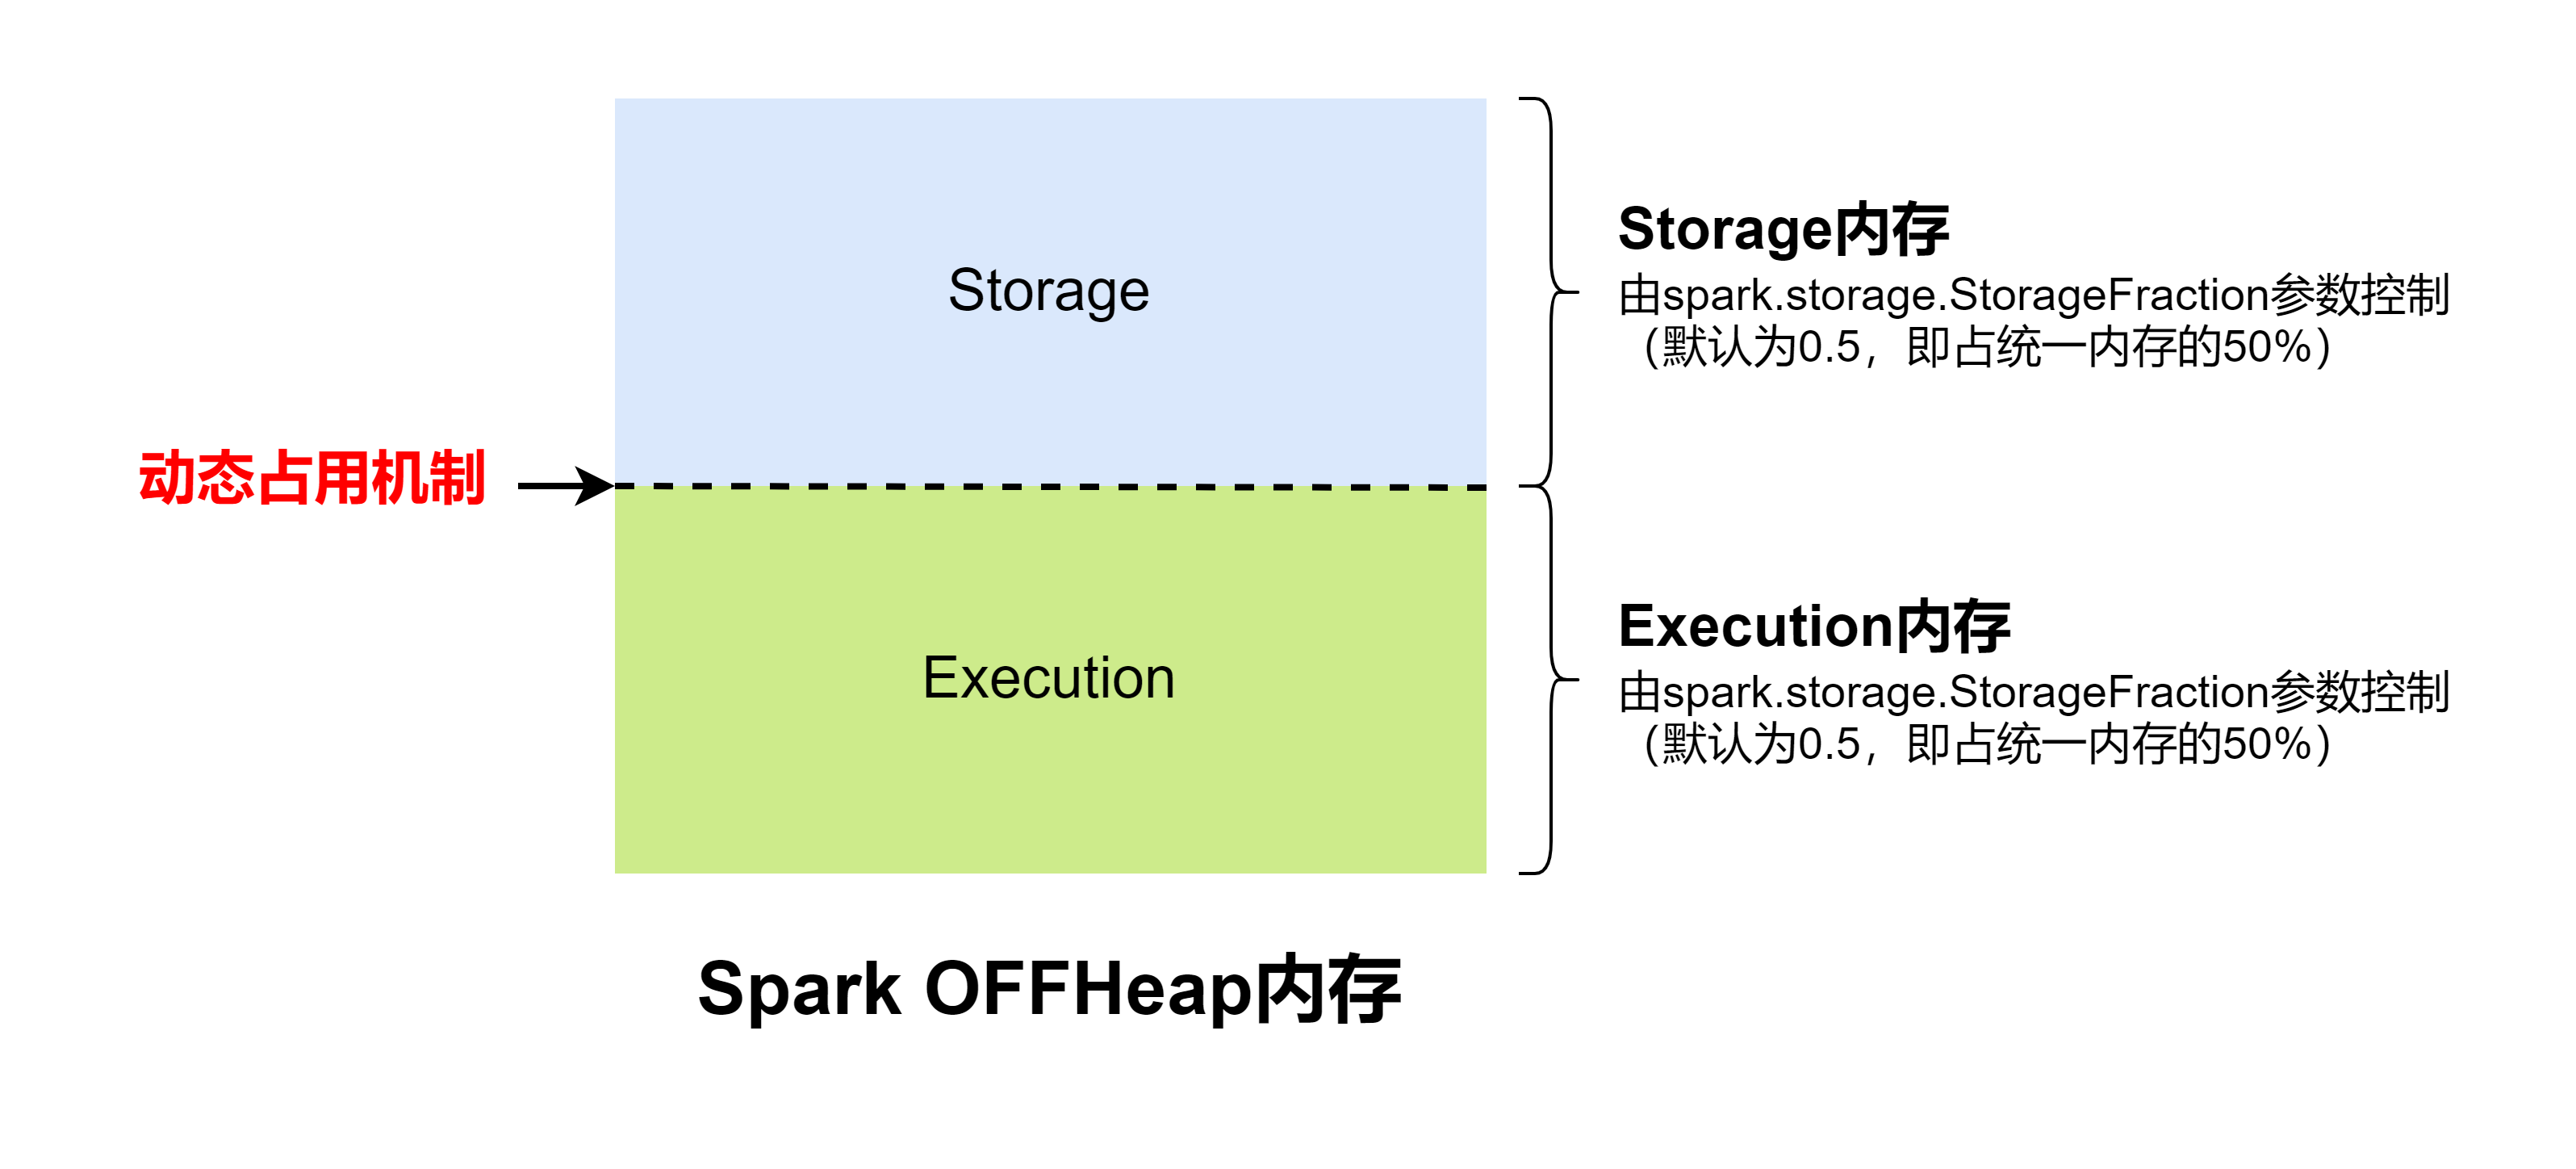 Storage
Storage内存
由spark.storage.StorageFraction参数控制
（默认为0.5，即占统一内存的50%）
动态占用机制
Execution
Execution内存
由spark.storage.StorageFraction参数控制
（默认为0.5，即占统一内存的50%）
Spark OFFHeap内存